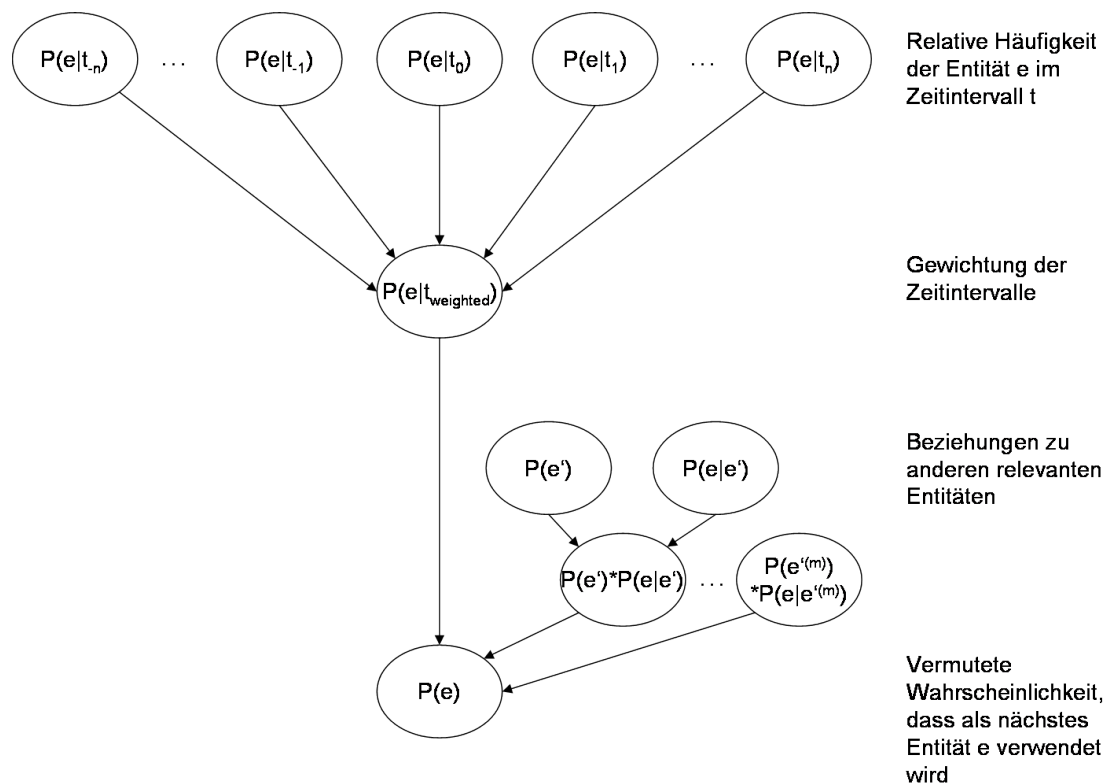 P(e|t-n) ... P(e|t-1) P(e|t0) P(e|t1) ... P(e|tn)
Relative Häufigkeit
der Entität e im
Zeitintervall t
P(e|tweighted)
Gewichtung der
Zeitintervalle
P(e‘) P(e|e‘)
Beziehungen zu
anderen relevanten
Entitäten
P(e‘)*P(e|e‘) ...
P(e‘(m))
*P(e|e‘(m))
P(e)
Vermutete
Wahrscheinlichkeit,
dass als nächstes
Entität e verwendet
wird